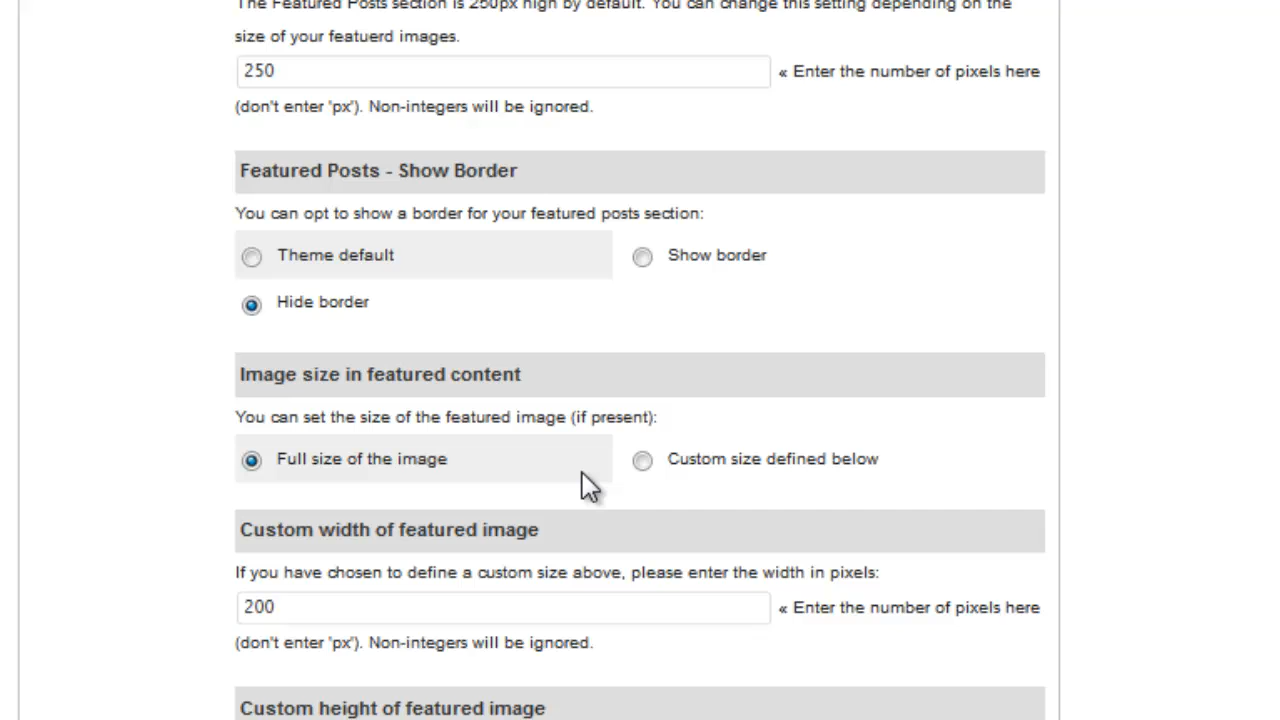 The Featured Posts section is 250px high by default. You can change this setting depending on the
size of your featuerd images.
250 « Enter the number of pixels here
(don't enter 'px'). Non-integers will be ignored.
Featured Posts - Show Border
You can opt to show a border for your featured posts section:
Theme default Show border
Hide border
Image size in featured content
You can set the size of the featured image (if present):
Full size of the image Custom size defined below
Custom width of featured image
If you have chosen to define a custom size above, please enter the width in pixels:
200 « Enter the number of pixels here
(don't enter 'px'). Non-integers will be ignored.
Custom height of featured image